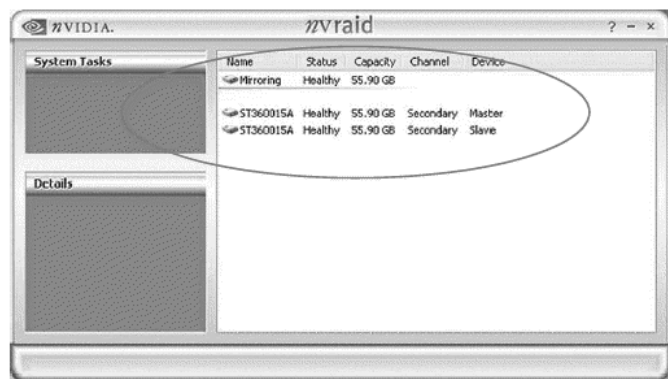 nVIDIA.
nvraid
? - ×
System Tasks
Name Status Capacity Channel Device
Mirroring Healthy 55.90 GB
ST360015A Healthy 55.90 GB Secondary Master
ST360015A Healthy 55.90 GB Secondary Slave
Details